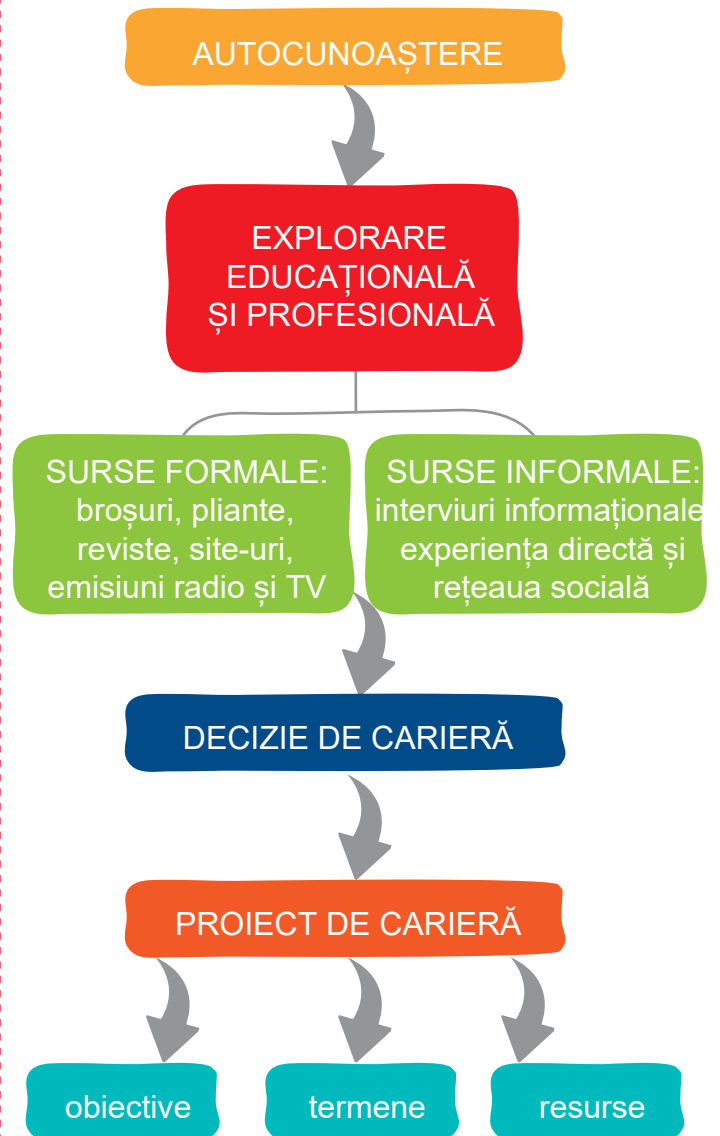 AUTOCUNOAȘTERE
EXPLORARE
EDUCAȚIONALĂ
ȘI PROFESIONALĂ
SURSE FORMALE:
broșuri, pliante,
reviste, site-uri,
emisiuni radio și TV
SURSE INFORMALE:
interviuri informaționale
experiența directă și
rețeaua socială
DECIZIE DE CARIERĂ
PROIECT DE CARIERĂ
obiective
termene
resurse